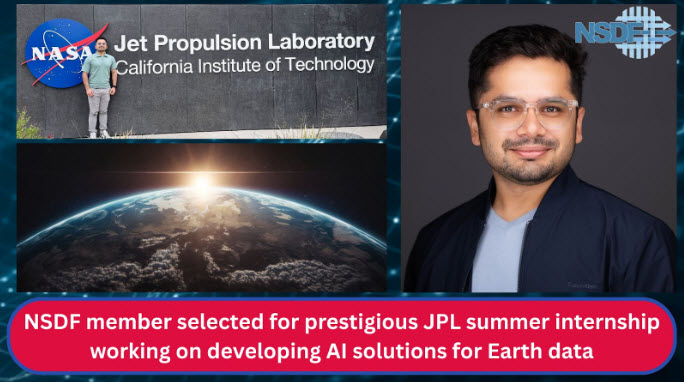 NASA
Jet Propulsion Laboratory
California Institute of Technology
NSDF
NSDF member selected for prestigious JPL summer internship
working on developing AI solutions for Earth data